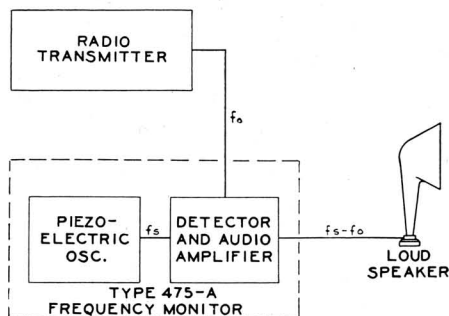 RADIO
TRANSMITTER
fo
PIEZO-
ELECTRIC
OSC.
fs
DETECTOR
AND AUDIO
AMPLIFIER
fs-fo
LOUD
SPEAKER
TYPE 475-A
FREQUENCY MONITOR